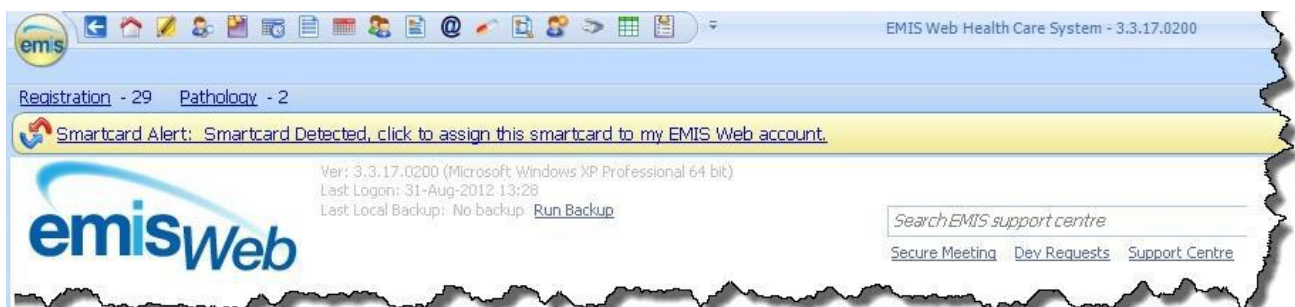 emis
EMIS Web Health Care System - 3.3.17.0200
Registration - 29 Pathology - 2
Smartcard Alert: Smartcard Detected, click to assign this smartcard to my EMIS Web account.
emisWeb
Ver: 3.3.17.0200 (Microsoft Windows XP Professional 64 bit)
Last Logon: 31-Aug-2012 13:28
Last Local Backup: No backup Run Backup
Search EMIS support centre
Secure Meeting Dev Requests Support Centre